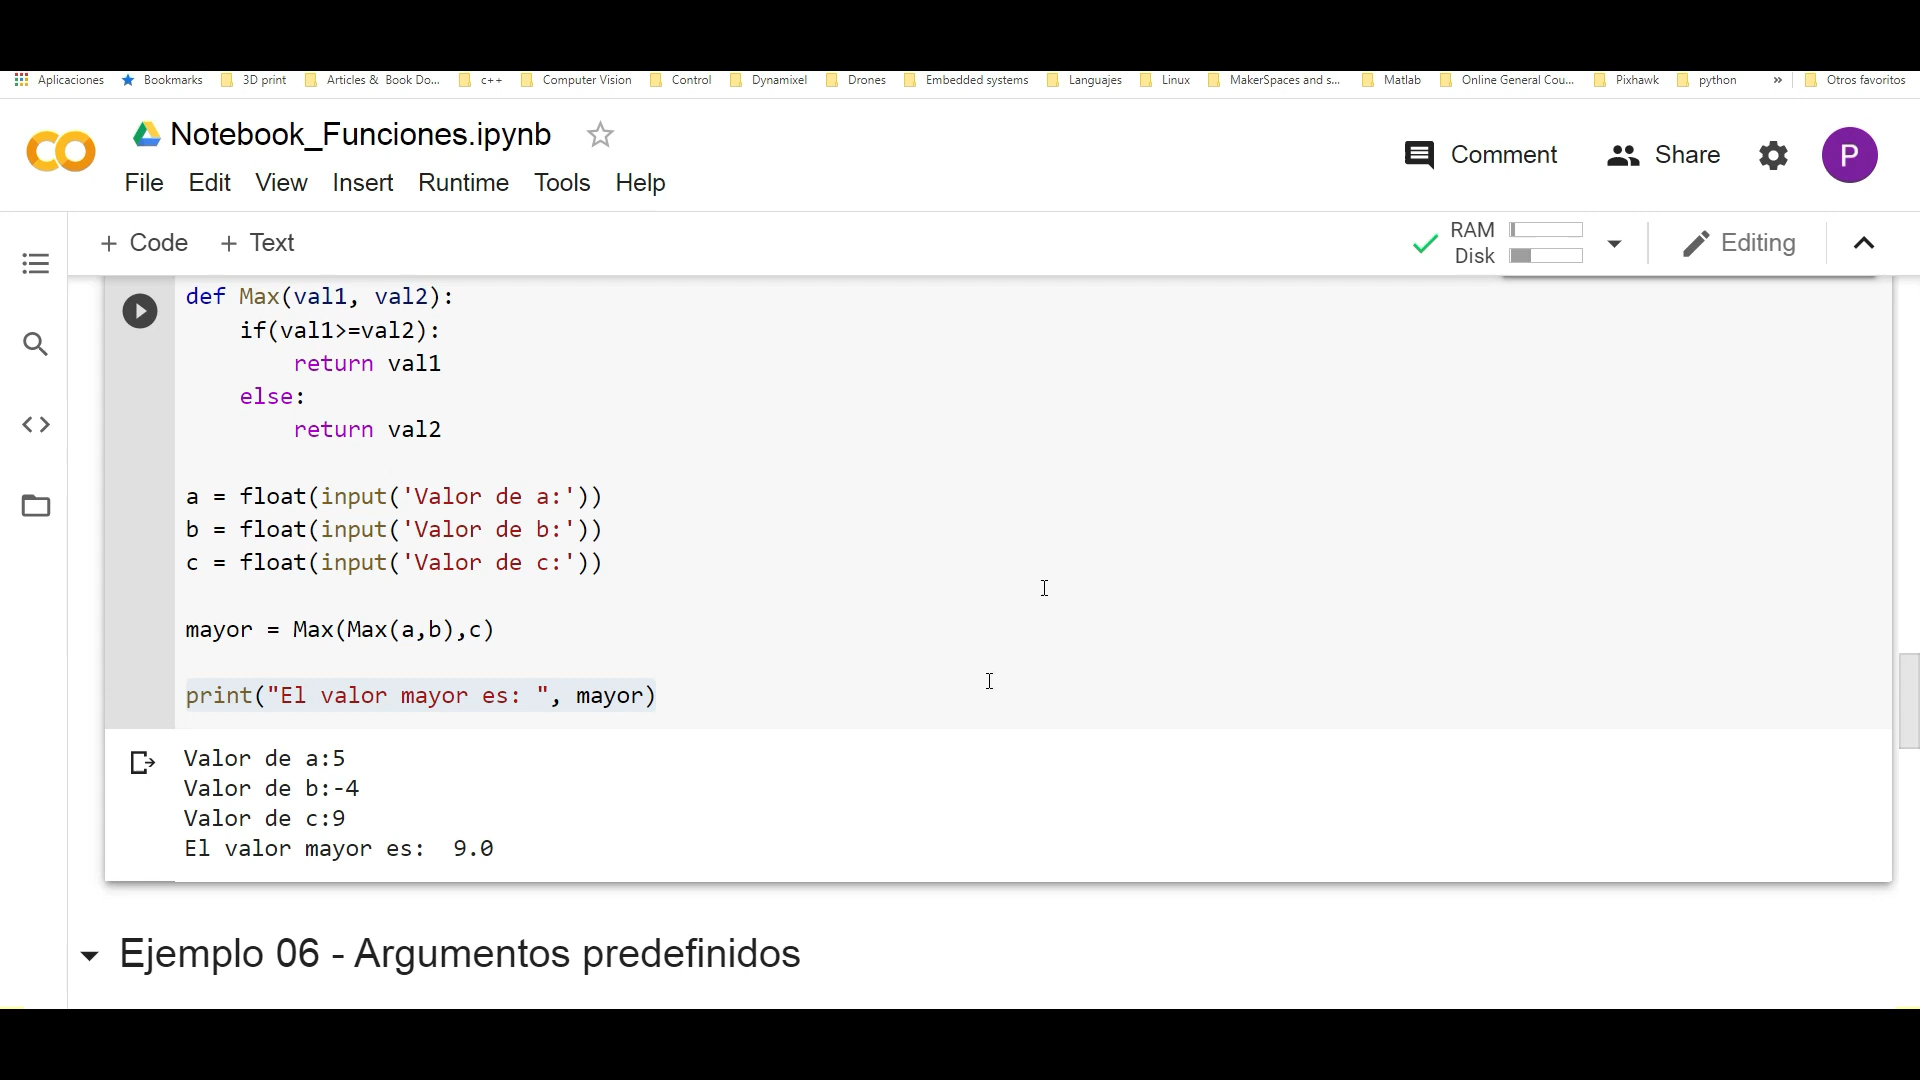 Aplicaciones Bookmarks 3D print Articles & Book Do... c++ Computer Vision Control Dynamixel Drones Embedded systems Languajes Linux MakerSpaces and s... Matlab Online General Cou... Pixhawk python » Otros favoritos
Notebook_Funciones.ipynb
Comment Share P
File Edit View Insert Runtime Tools Help
+ Code + Text
RAM
Disk
Editing
def Max(val1, val2):
if(val1>=val2):
return val1
else:
return val2
a = float(input('Valor de a:'))
b = float(input('Valor de b:'))
c = float(input('Valor de c:'))
mayor = Max(Max(a,b),c)
print("El valor mayor es: ", mayor)
Valor de a:5
Valor de b:-4
Valor de c:9
El valor mayor es:  9.0
Ejemplo 06 - Argumentos predefinidos